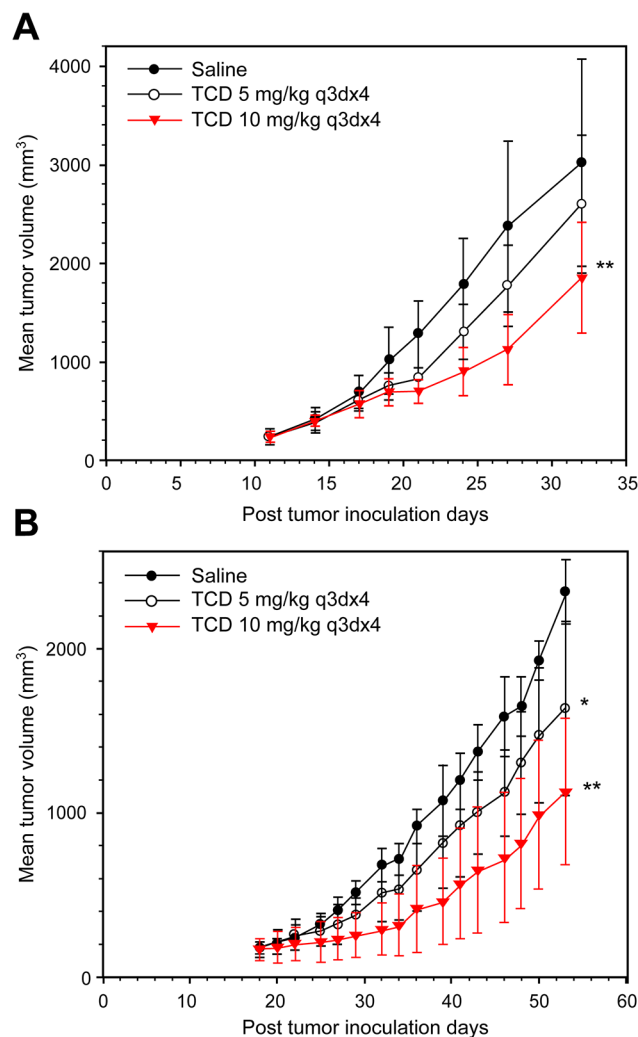 A
4000
3000
2000
1000
0
Mean tumor volume (mm³)
Saline
TCD 5 mg/kg q3dx4
TCD 10 mg/kg q3dx4
**
0 5 10 15 20 25 30 35
Post tumor inoculation days
B
2000
1000
0
Mean tumor volume (mm³)
Saline
TCD 5 mg/kg q3dx4
TCD 10 mg/kg q3dx4
*
**
0 10 20 30 40 50 60
Post tumor inoculation days